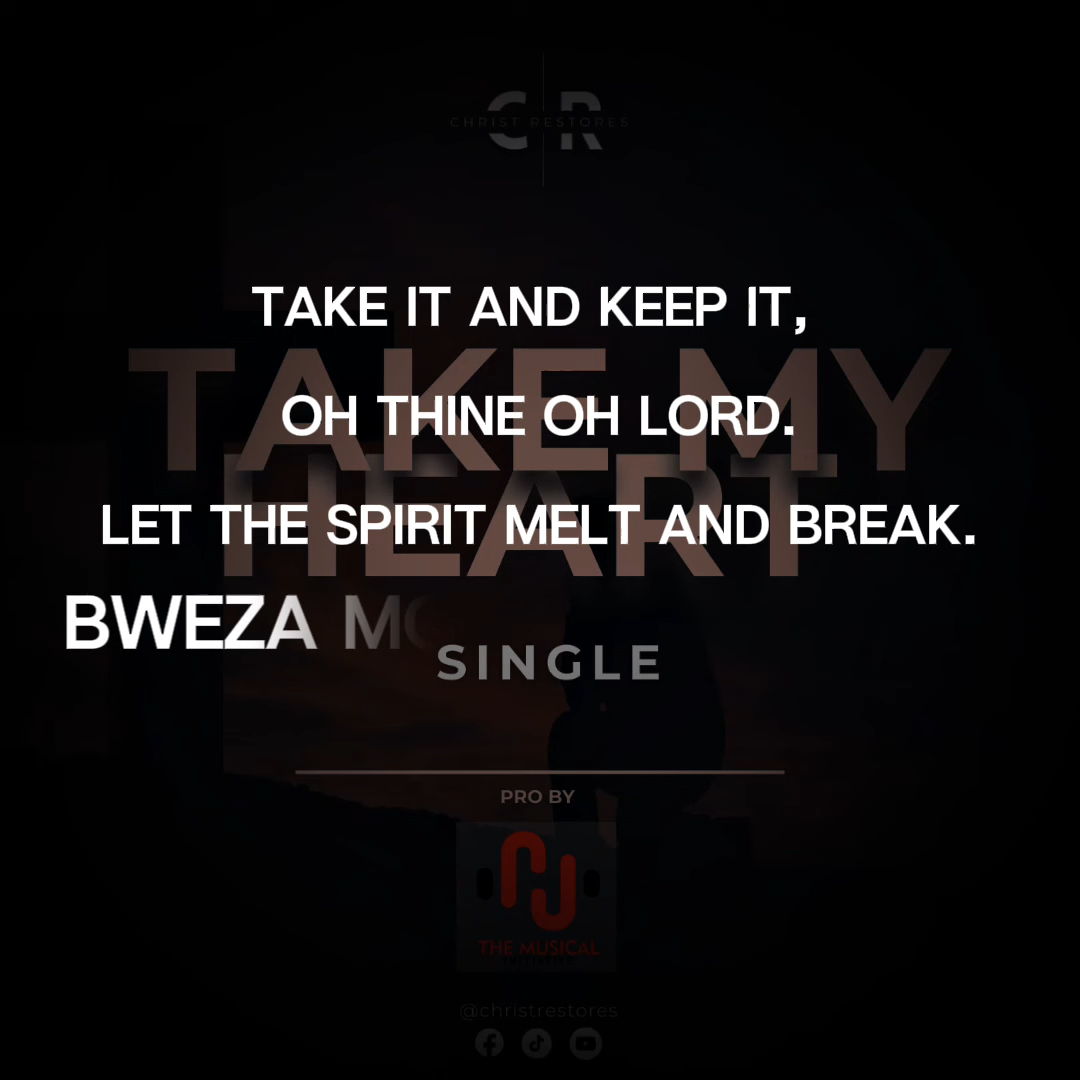 CR
CHRIST RESTORES
TAKE IT AND KEEP IT,
TAKE MY
OH THINE OH LORD.
HEART
LET THE SPIRIT MELT AND BREAK.
BWEZA
SINGLE
PRO BY
THE MUSICAL
@christrestores